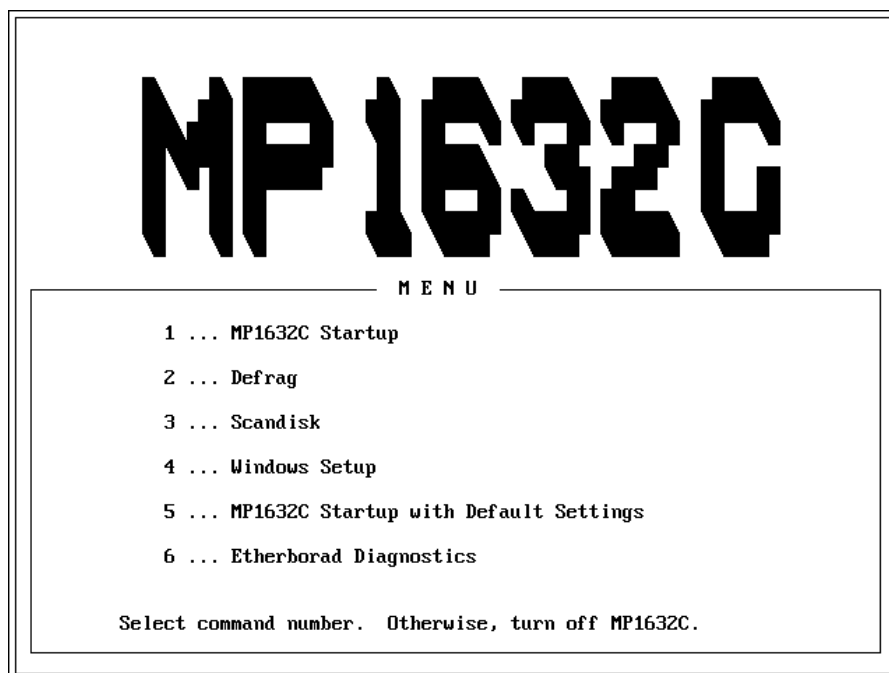 MP1632C
M E N U
1 ... MP1632C Startup
2 ... Defrag
3 ... Scandisk
4 ... Windows Setup
5 ... MP1632C Startup with Default Settings
6 ... Etherborad Diagnostics
Select command number.  Otherwise, turn off MP1632C.